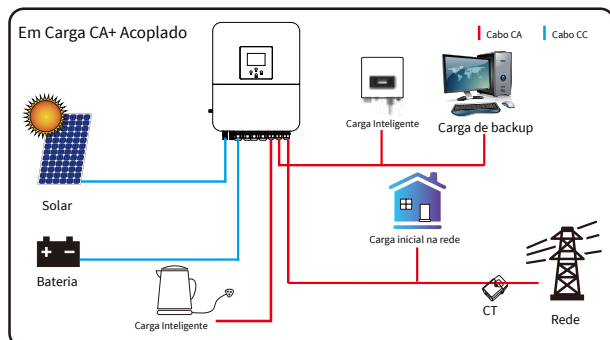 Em Carga CA+ Acoplado
Cabo CA
Cabo CC
Carga Inteligente
Carga de backup
Solar
Carga inicial na rede
Bateria
Carga Inteligente
CT
Rede